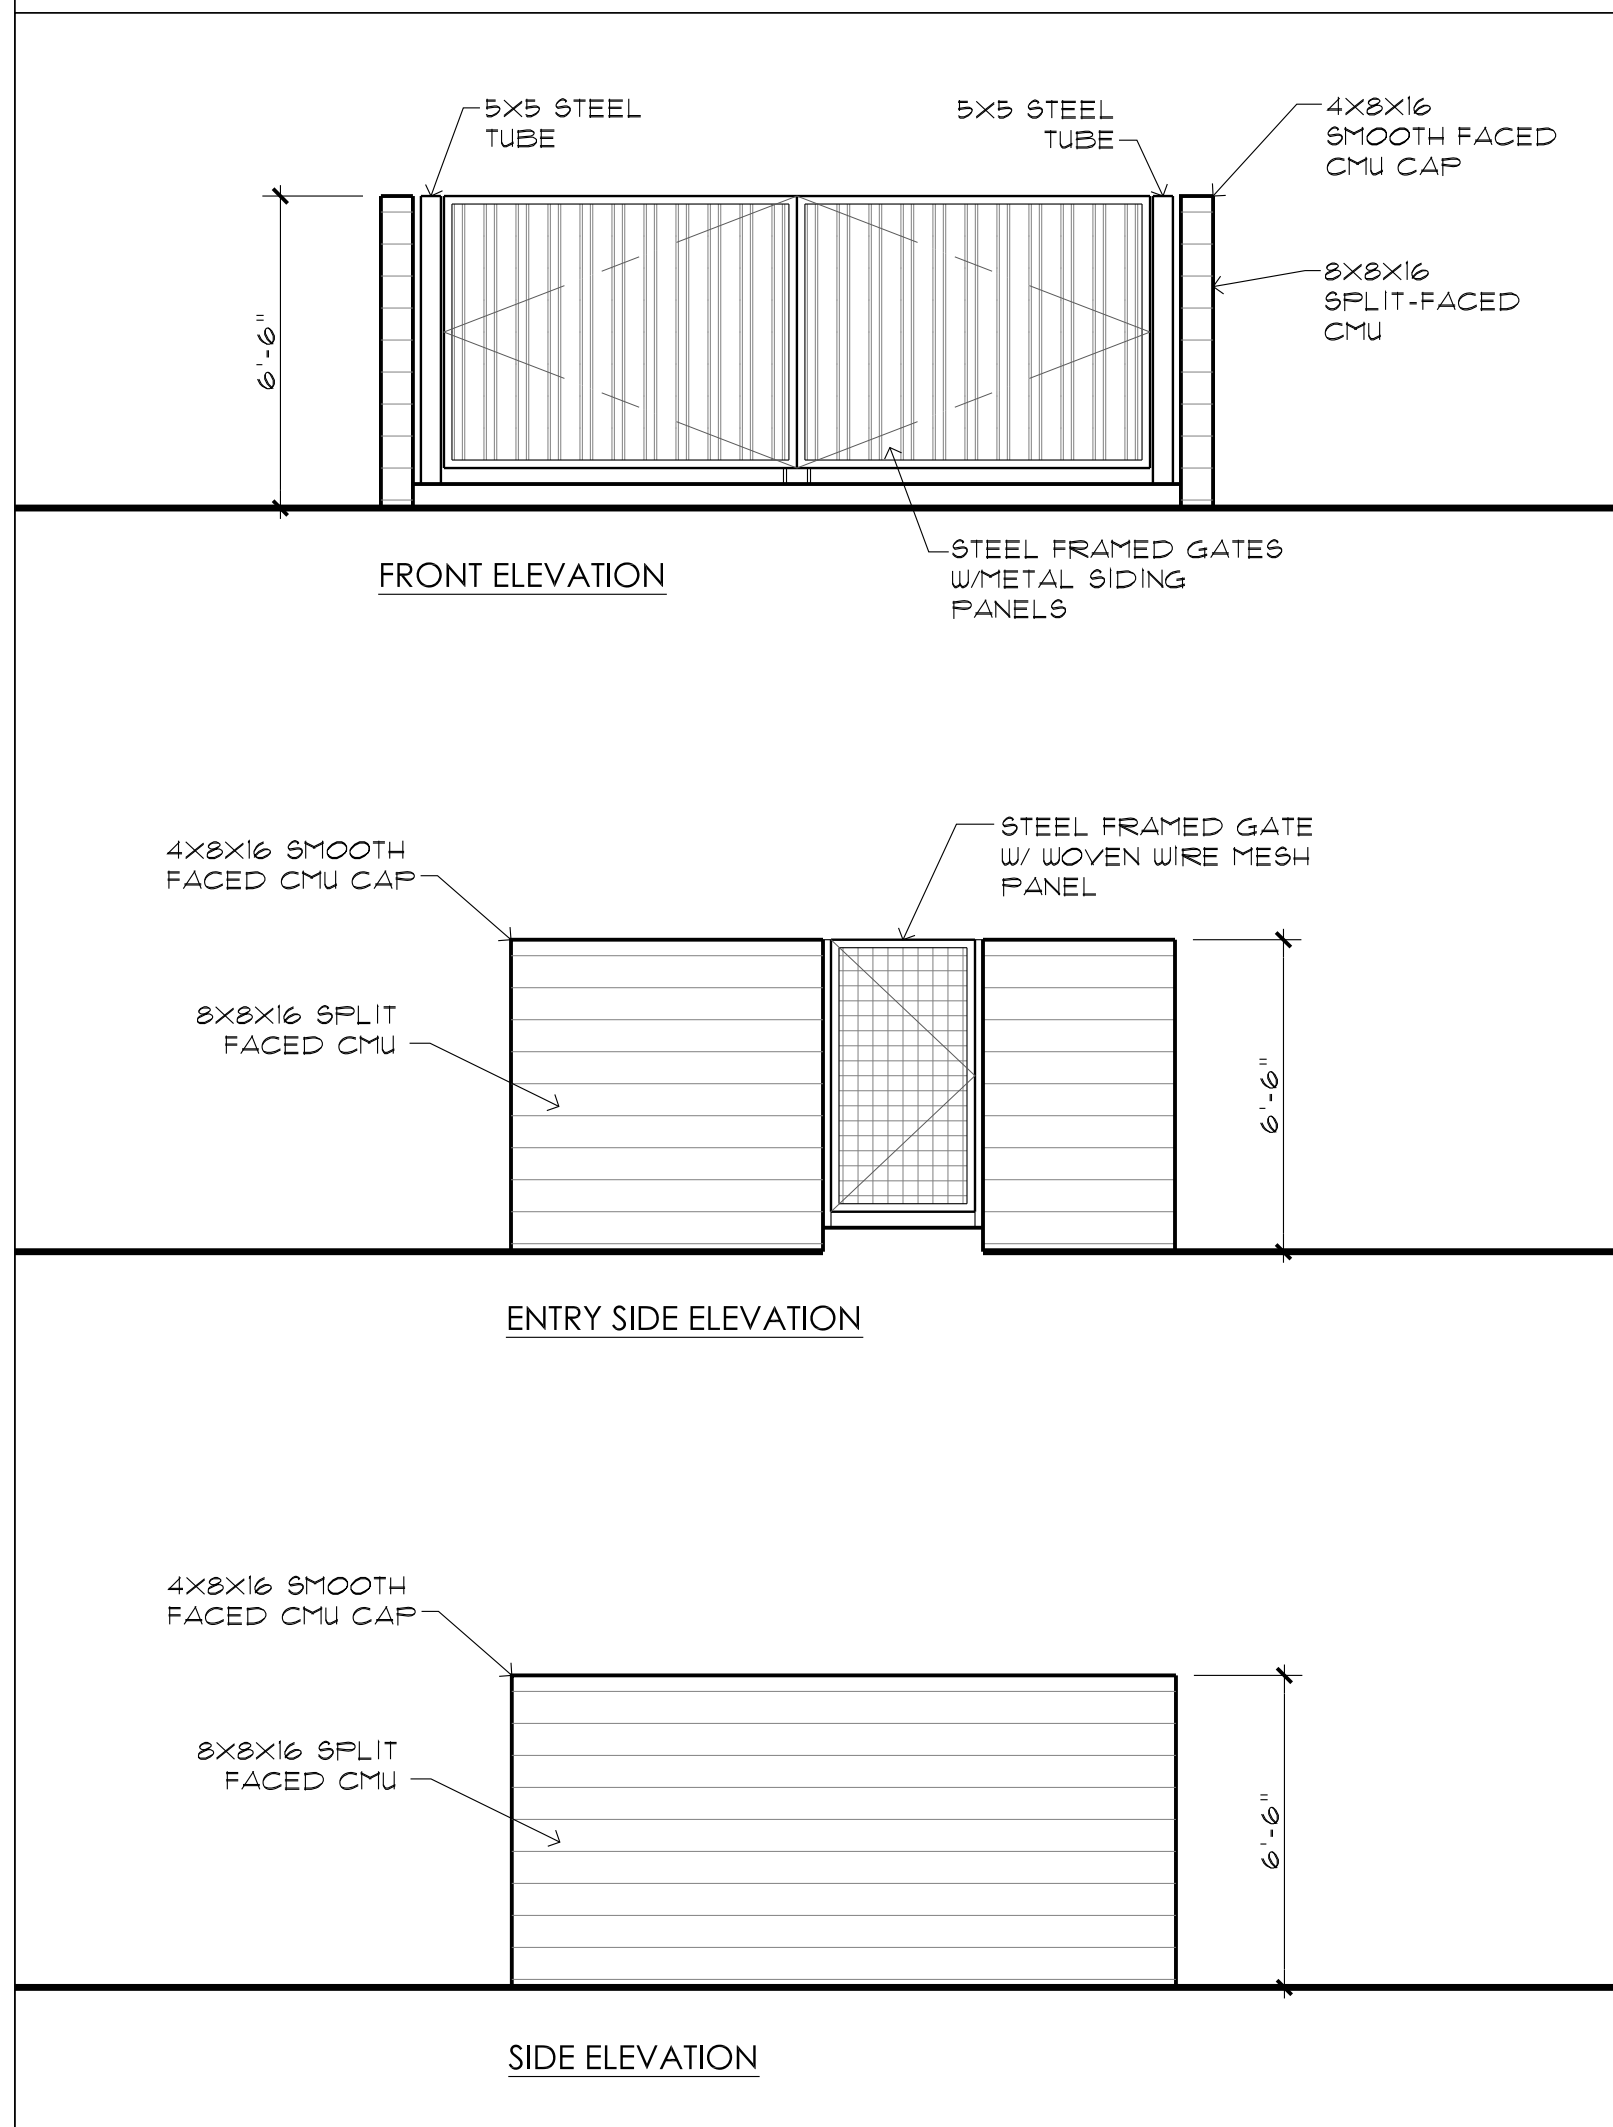 5X5 STEEL
TUBE
5X5 STEEL
TUBE
4X8X16
SMOOTH FACED
CMU CAP
8X8X16
SPLIT-FACED
CMU
6'-6"
STEEL FRAMED GATES
W/METAL SIDING
PANELS
FRONT ELEVATION
STEEL FRAMED GATE
W/ WOVEN WIRE MESH
PANEL
4X8X16 SMOOTH
FACED CMU CAP
8X8X16 SPLIT
FACED CMU
6'-6"
ENTRY SIDE ELEVATION
4X8X16 SMOOTH
FACED CMU CAP
8X8X16 SPLIT
FACED CMU
6'-6"
SIDE ELEVATION